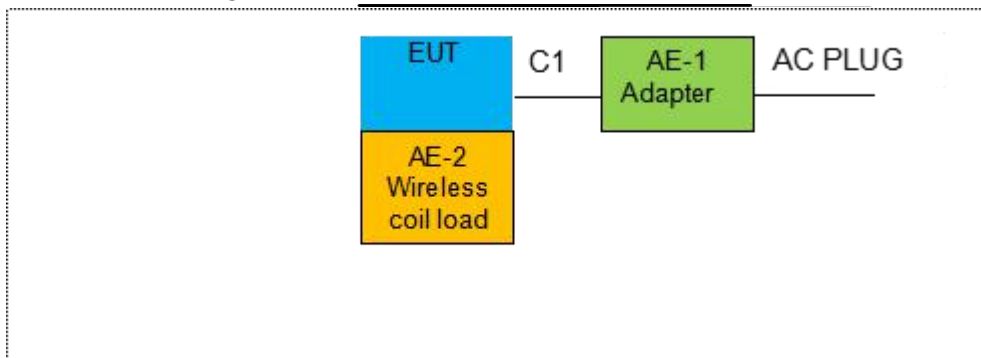 EUT
C1
AE-1
Adapter
AC PLUG
AE-2
Wireless
coil load